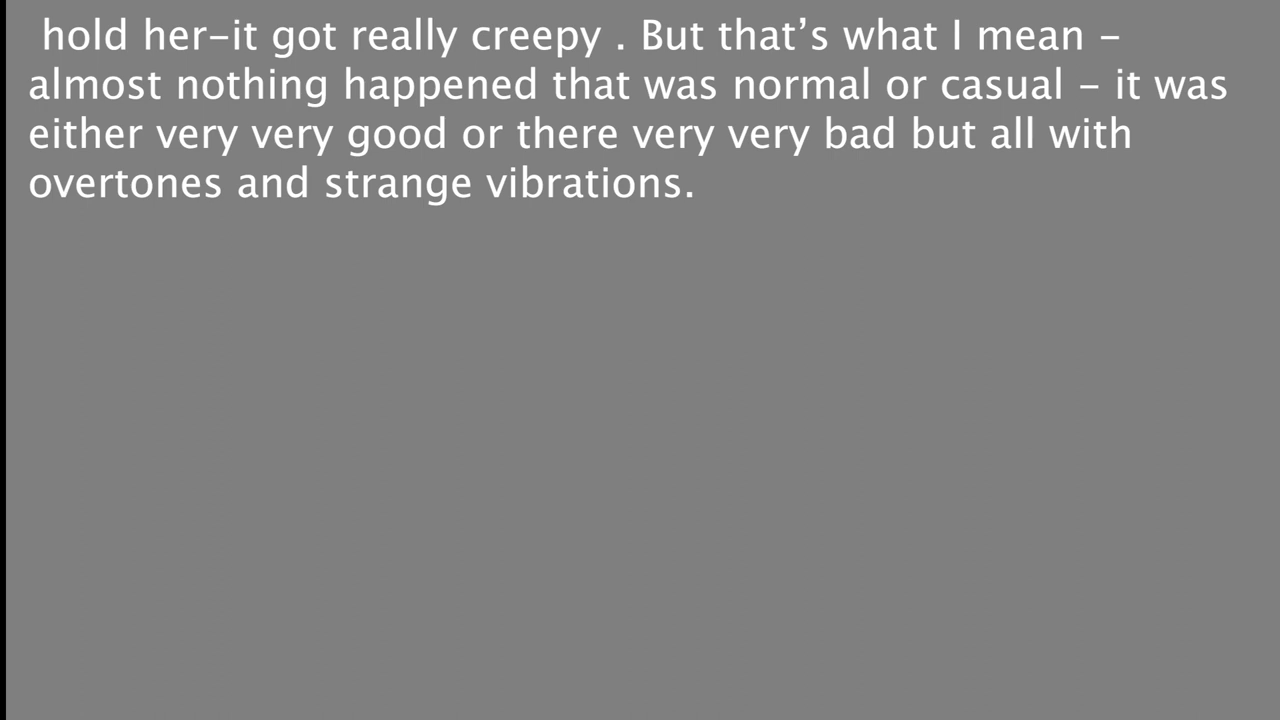 hold her-it got really creepy . But that's what I mean –
almost nothing happened that was normal or casual – it was
either very very good or there very very bad but all with
overtones and strange vibrations.